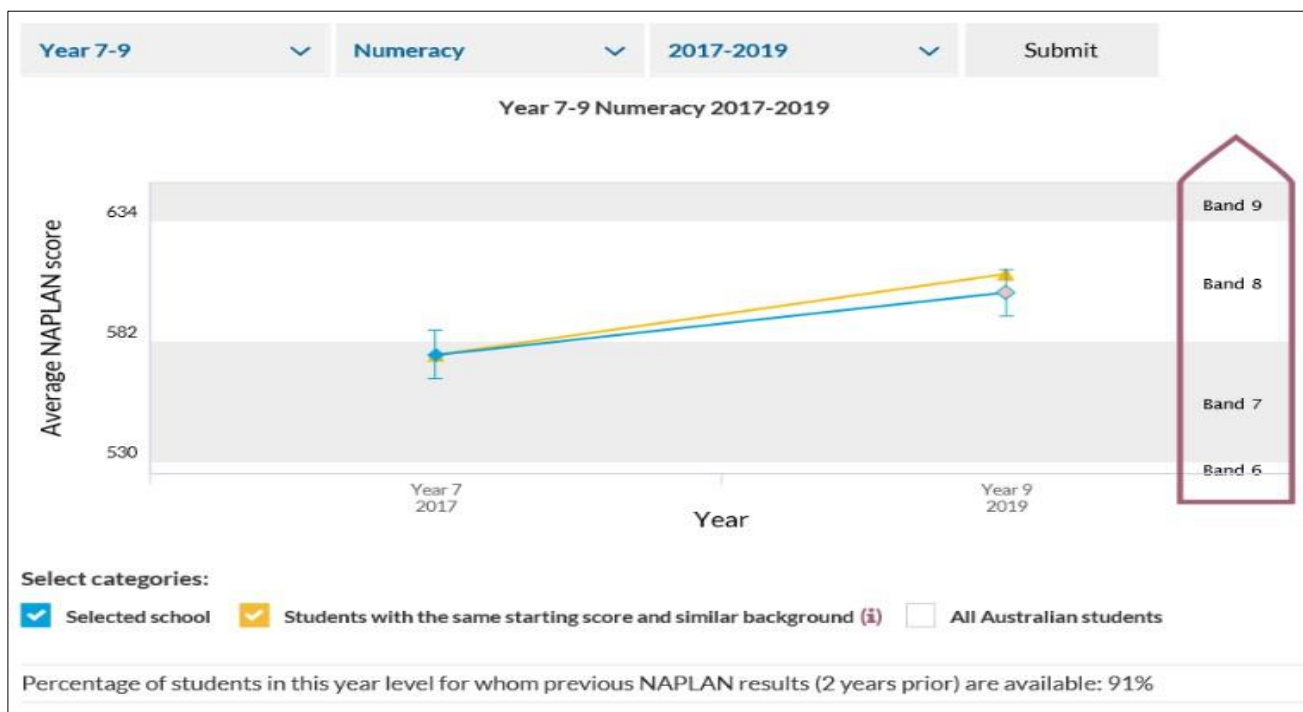 Year 7-9 Numeracy 2017-2019 Submit
Year 7-9 Numeracy 2017-2019
Average NAPLAN score
634
582
530
Band 9
Band 8
Band 7
Band 6
Year 7
2017
Year 9
2019
Year
Select categories:
Selected school Students with the same starting score and similar background (i) All Australian students
Percentage of students in this year level for whom previous NAPLAN results (2 years prior) are available: 91%